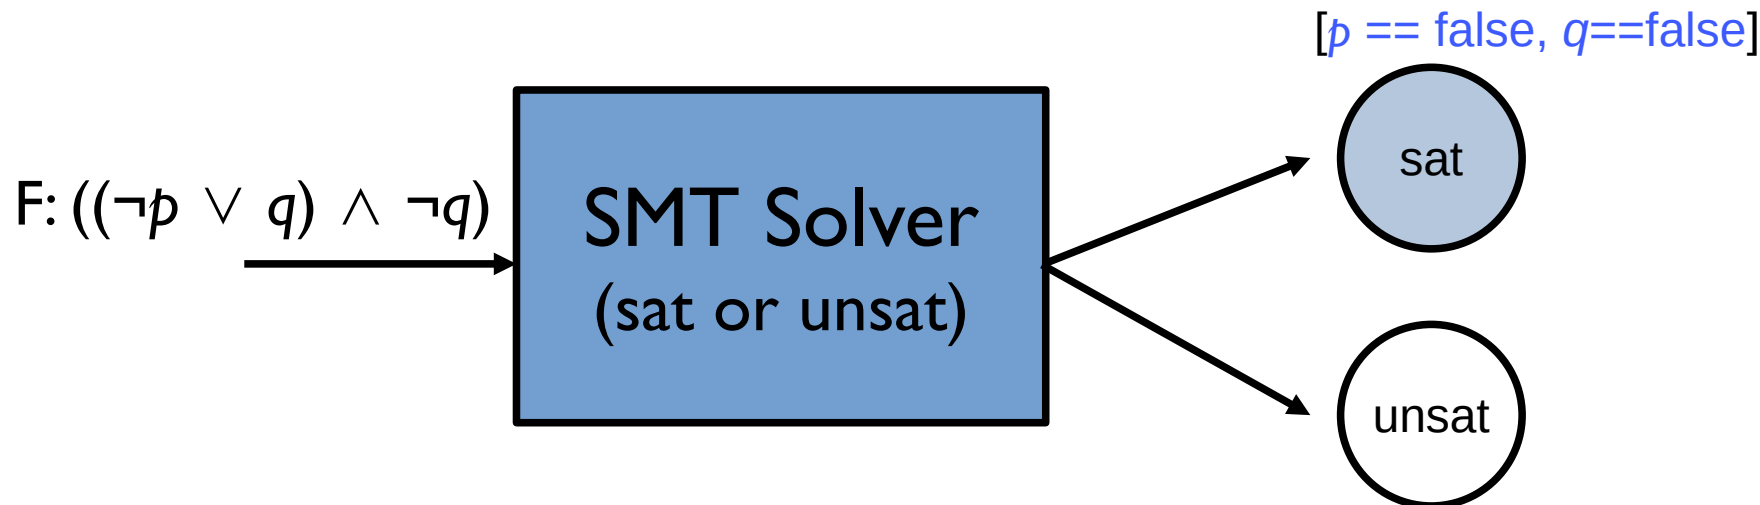 [p == false, q==false]
sat
F: ((¬p ∨ q) ∧ ¬q)
SMT Solver
(sat or unsat)
unsat